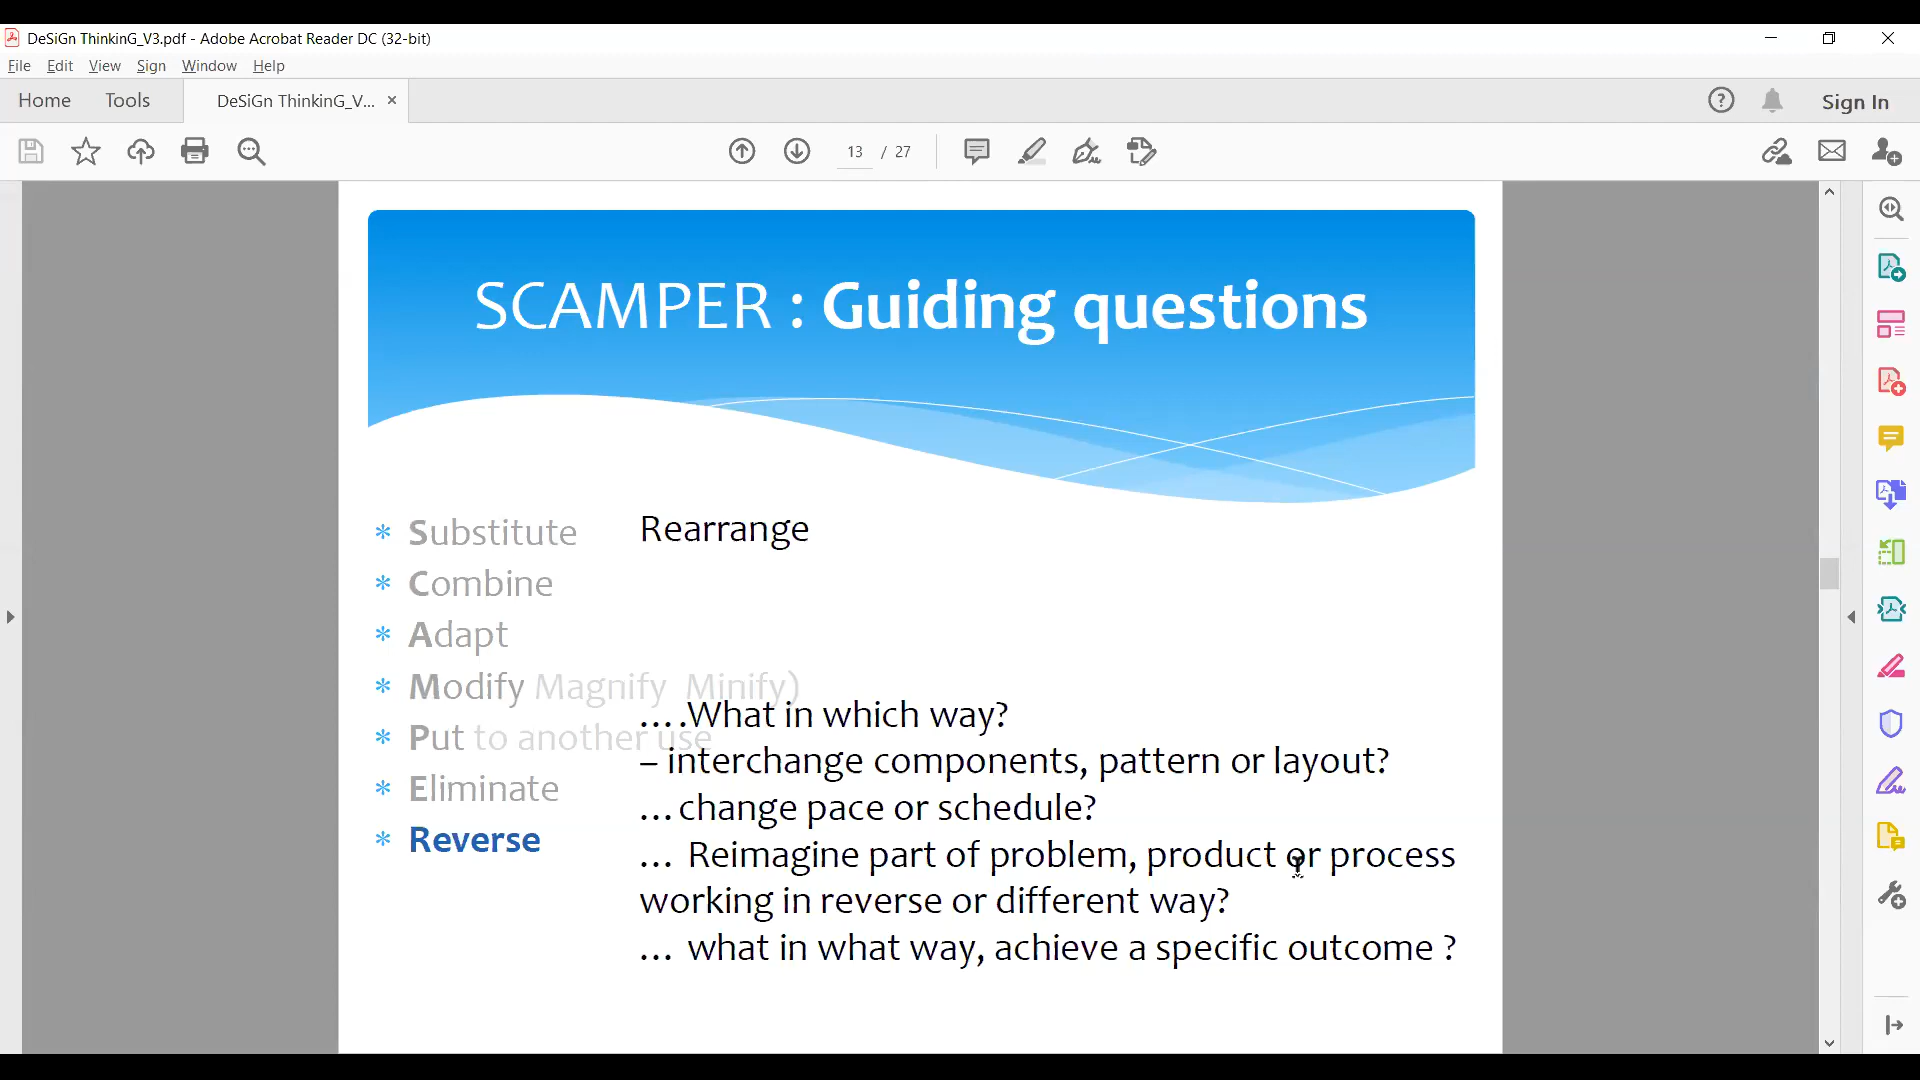 DeSiGn ThinkinG_V3.pdf - Adobe Acrobat Reader DC (32-bit)
File Edit View Sign Window Help
Home Tools DeSiGn ThinkinG_V... × Sign In
13 / 27
SCAMPER : Guiding questions
* Substitute
* Combine
* Adapt
* Modify Magnify Minify)
* Put to another use
* Eliminate
* Reverse
Rearrange
....What in which way?
– interchange components, pattern or layout?
... change pace or schedule?
... Reimagine part of problem, product or process
working in reverse or different way?
... what in what way, achieve a specific outcome ?